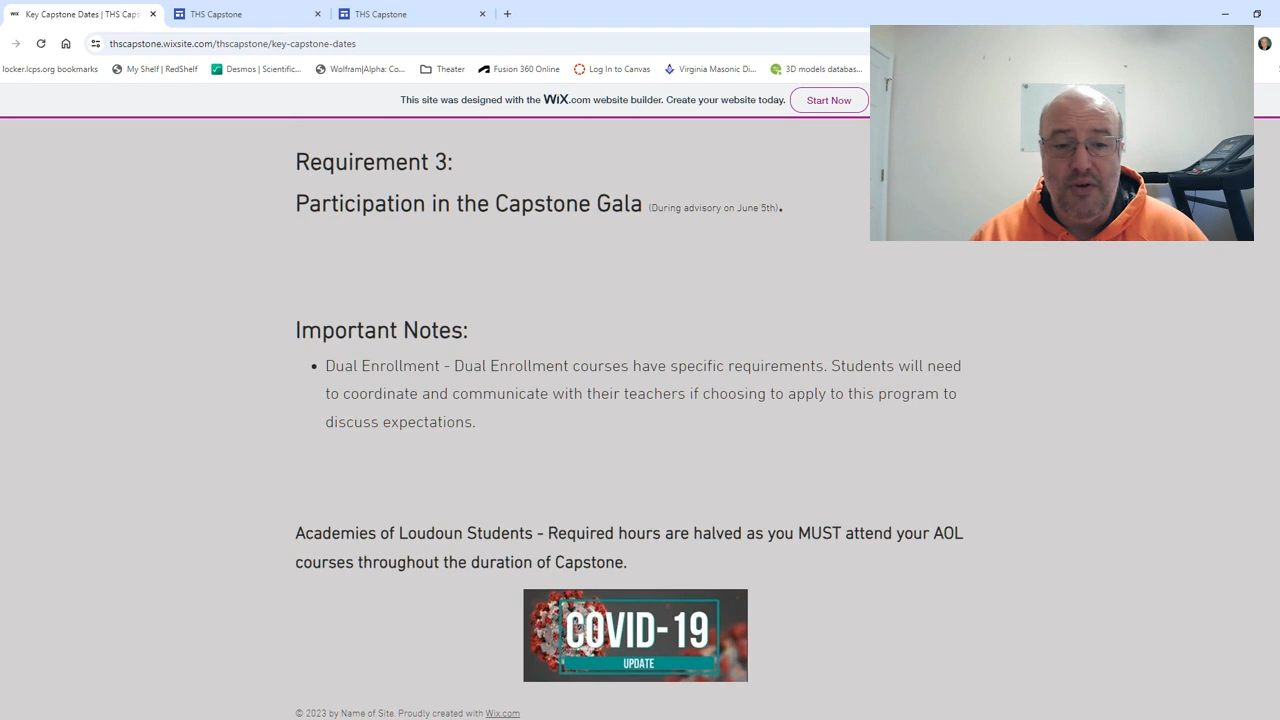 Key Capstone Dates | THS Caps
THS Capstone
THS Capstone
thscapstone.wixsite.com/thscapstone/key-capstone-dates
locker.lcps.org bookmarks
My Shelf | RedShelf
Desmos | Scientific...
Wolfram|Alpha: Co...
Theater
Fusion 360 Online
Log In to Canvas
Virginia Masonic Di...
3D models databas...
This site was designed with the WiX.com website builder. Create your website today.
Start Now
Requirement 3:
Participation in the Capstone Gala (During advisory on June 5th).
Important Notes:
• Dual Enrollment - Dual Enrollment courses have specific requirements. Students will need
to coordinate and communicate with their teachers if choosing to apply to this program to
discuss expectations.
Academies of Loudoun Students - Required hours are halved as you MUST attend your AOL
courses throughout the duration of Capstone.
COVID-19
UPDATE
© 2023 by Name of Site. Proudly created with Wix.com